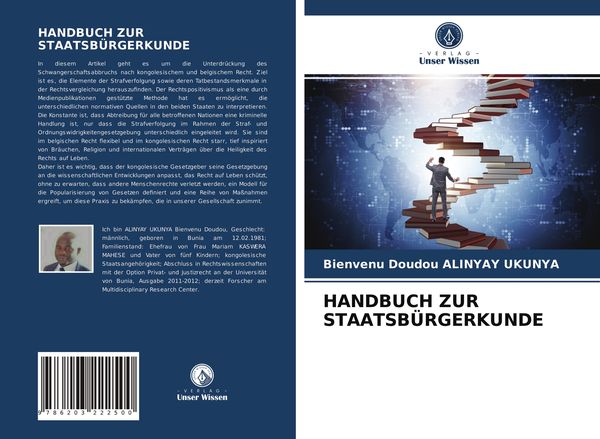 HANDBUCH ZUR
STAATSBÜRGERKUNDE
In diesem Artikel geht es um die Unterdrückung des
Schwangerschaftsabbruchs nach kongolesischem und belgischem Recht. Ziel
ist es, die Elemente der Strafverfolgung sowie deren Tatbestandsmerkmale in
der Rechtsvergleichung herauszufinden. Der Rechtspositivismus als eine durch
Medienpublikationen gestützte Methode hat es ermöglicht, die
unterschiedlichen normativen Quellen in den beiden Staaten zu interpretieren.
Die Konstante ist, dass Abtreibung für alle betroffenen Nationen eine kriminelle
Handlung ist, nur dass die Strafverfolgung im Rahmen der Straf- und
Ordnungswidrigkeitengesetzgebung unterschiedlich eingeleitet wird. Sie sind
im belgischen Recht flexibel und im kongolesischen Recht starr, tief inspiriert
von Bräuchen, Religion und internationalen Verträgen über die Heiligkeit des
Rechts auf Leben.
Daher ist es wichtig, dass der kongolesische Gesetzgeber seine Gesetzgebung
an die wissenschaftlichen Entwicklungen anpasst, das Recht auf Leben schützt,
ohne zu erwarten, dass andere Menschenrechte verletzt werden, ein Modell für
die Popularisierung von Gesetzen definiert und eine Reihe von Maßnahmen
ergreift, um diese Praxis zu bekämpfen, die in unserer Gesellschaft zunimmt.
Ich bin ALINYAY UKUNYA Bienvenu Doudou, Geschlecht:
männlich, geboren in Bunia am 12.02.1981;
Familienstand: Ehefrau von Frau Mariam KASWERA
MAHESE und Vater von fünf Kindern; kongolesische
Staatsangehörigkeit; Abschluss in Rechtswissenschaften
mit der Option Privat- und Justizrecht an der Universität
von Bunia, Ausgabe 2011-2012; derzeit Forscher am
Multidisciplinary Research Center.
9 786203 222500
VERLAG
Unser Wissen
VERLAG
Unser Wissen
Bienvenu Doudou ALINYAY UKUNYA
HANDBUCH ZUR
STAATSBÜRGERKUNDE